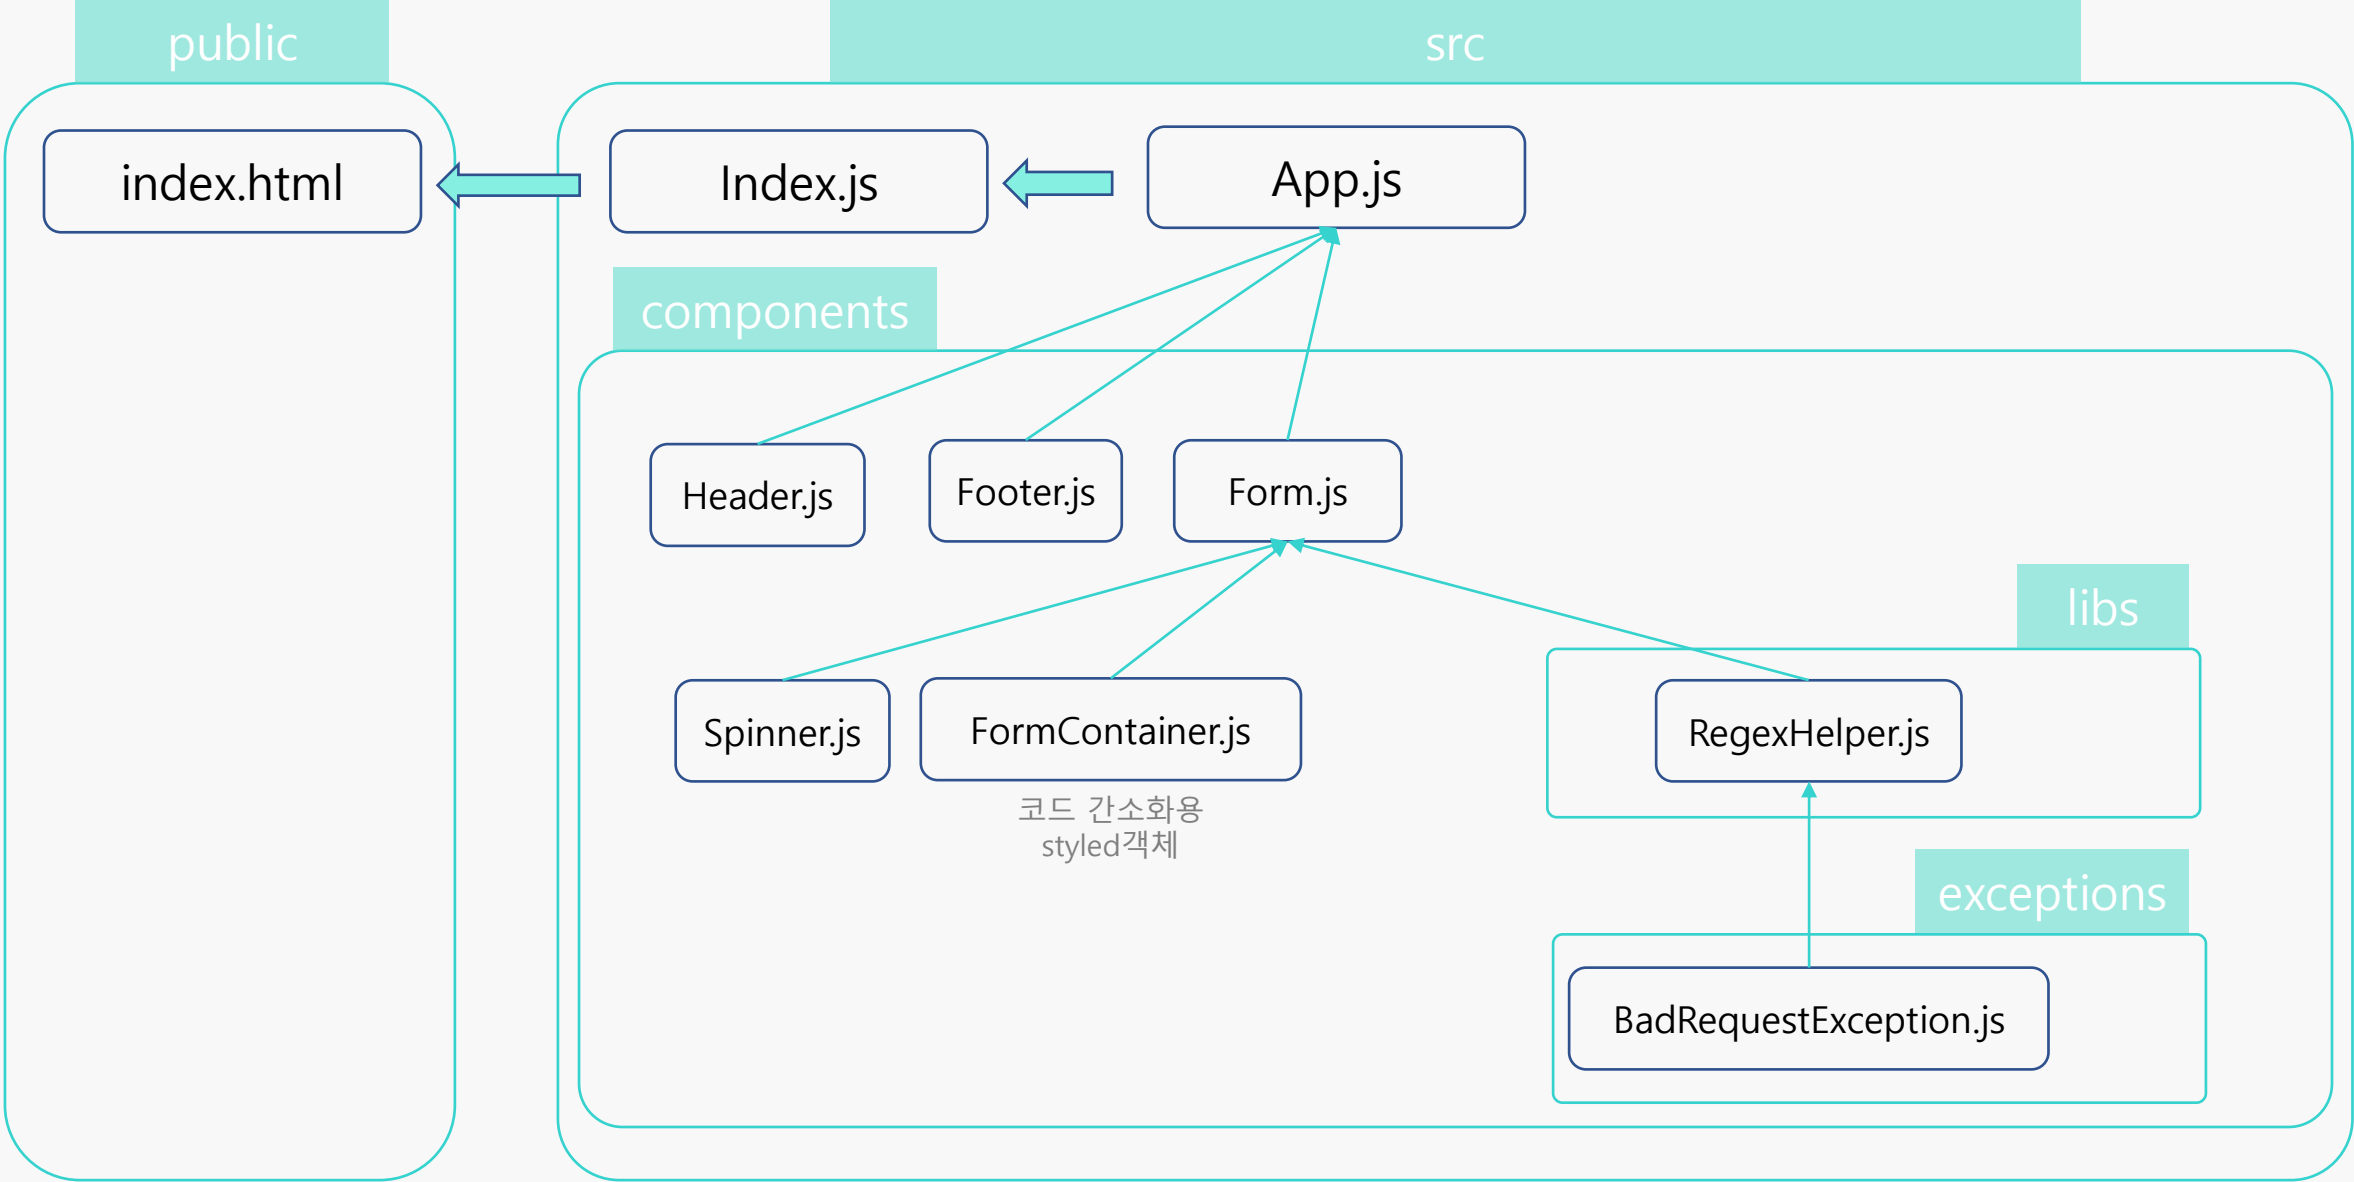 public
src
index.html
Index.js
App.js
components
Header.js
Footer.js
Form.js
libs
Spinner.js
FormContainer.js
RegexHelper.js
코드 간소화용
styled객체
exceptions
BadRequestException.js